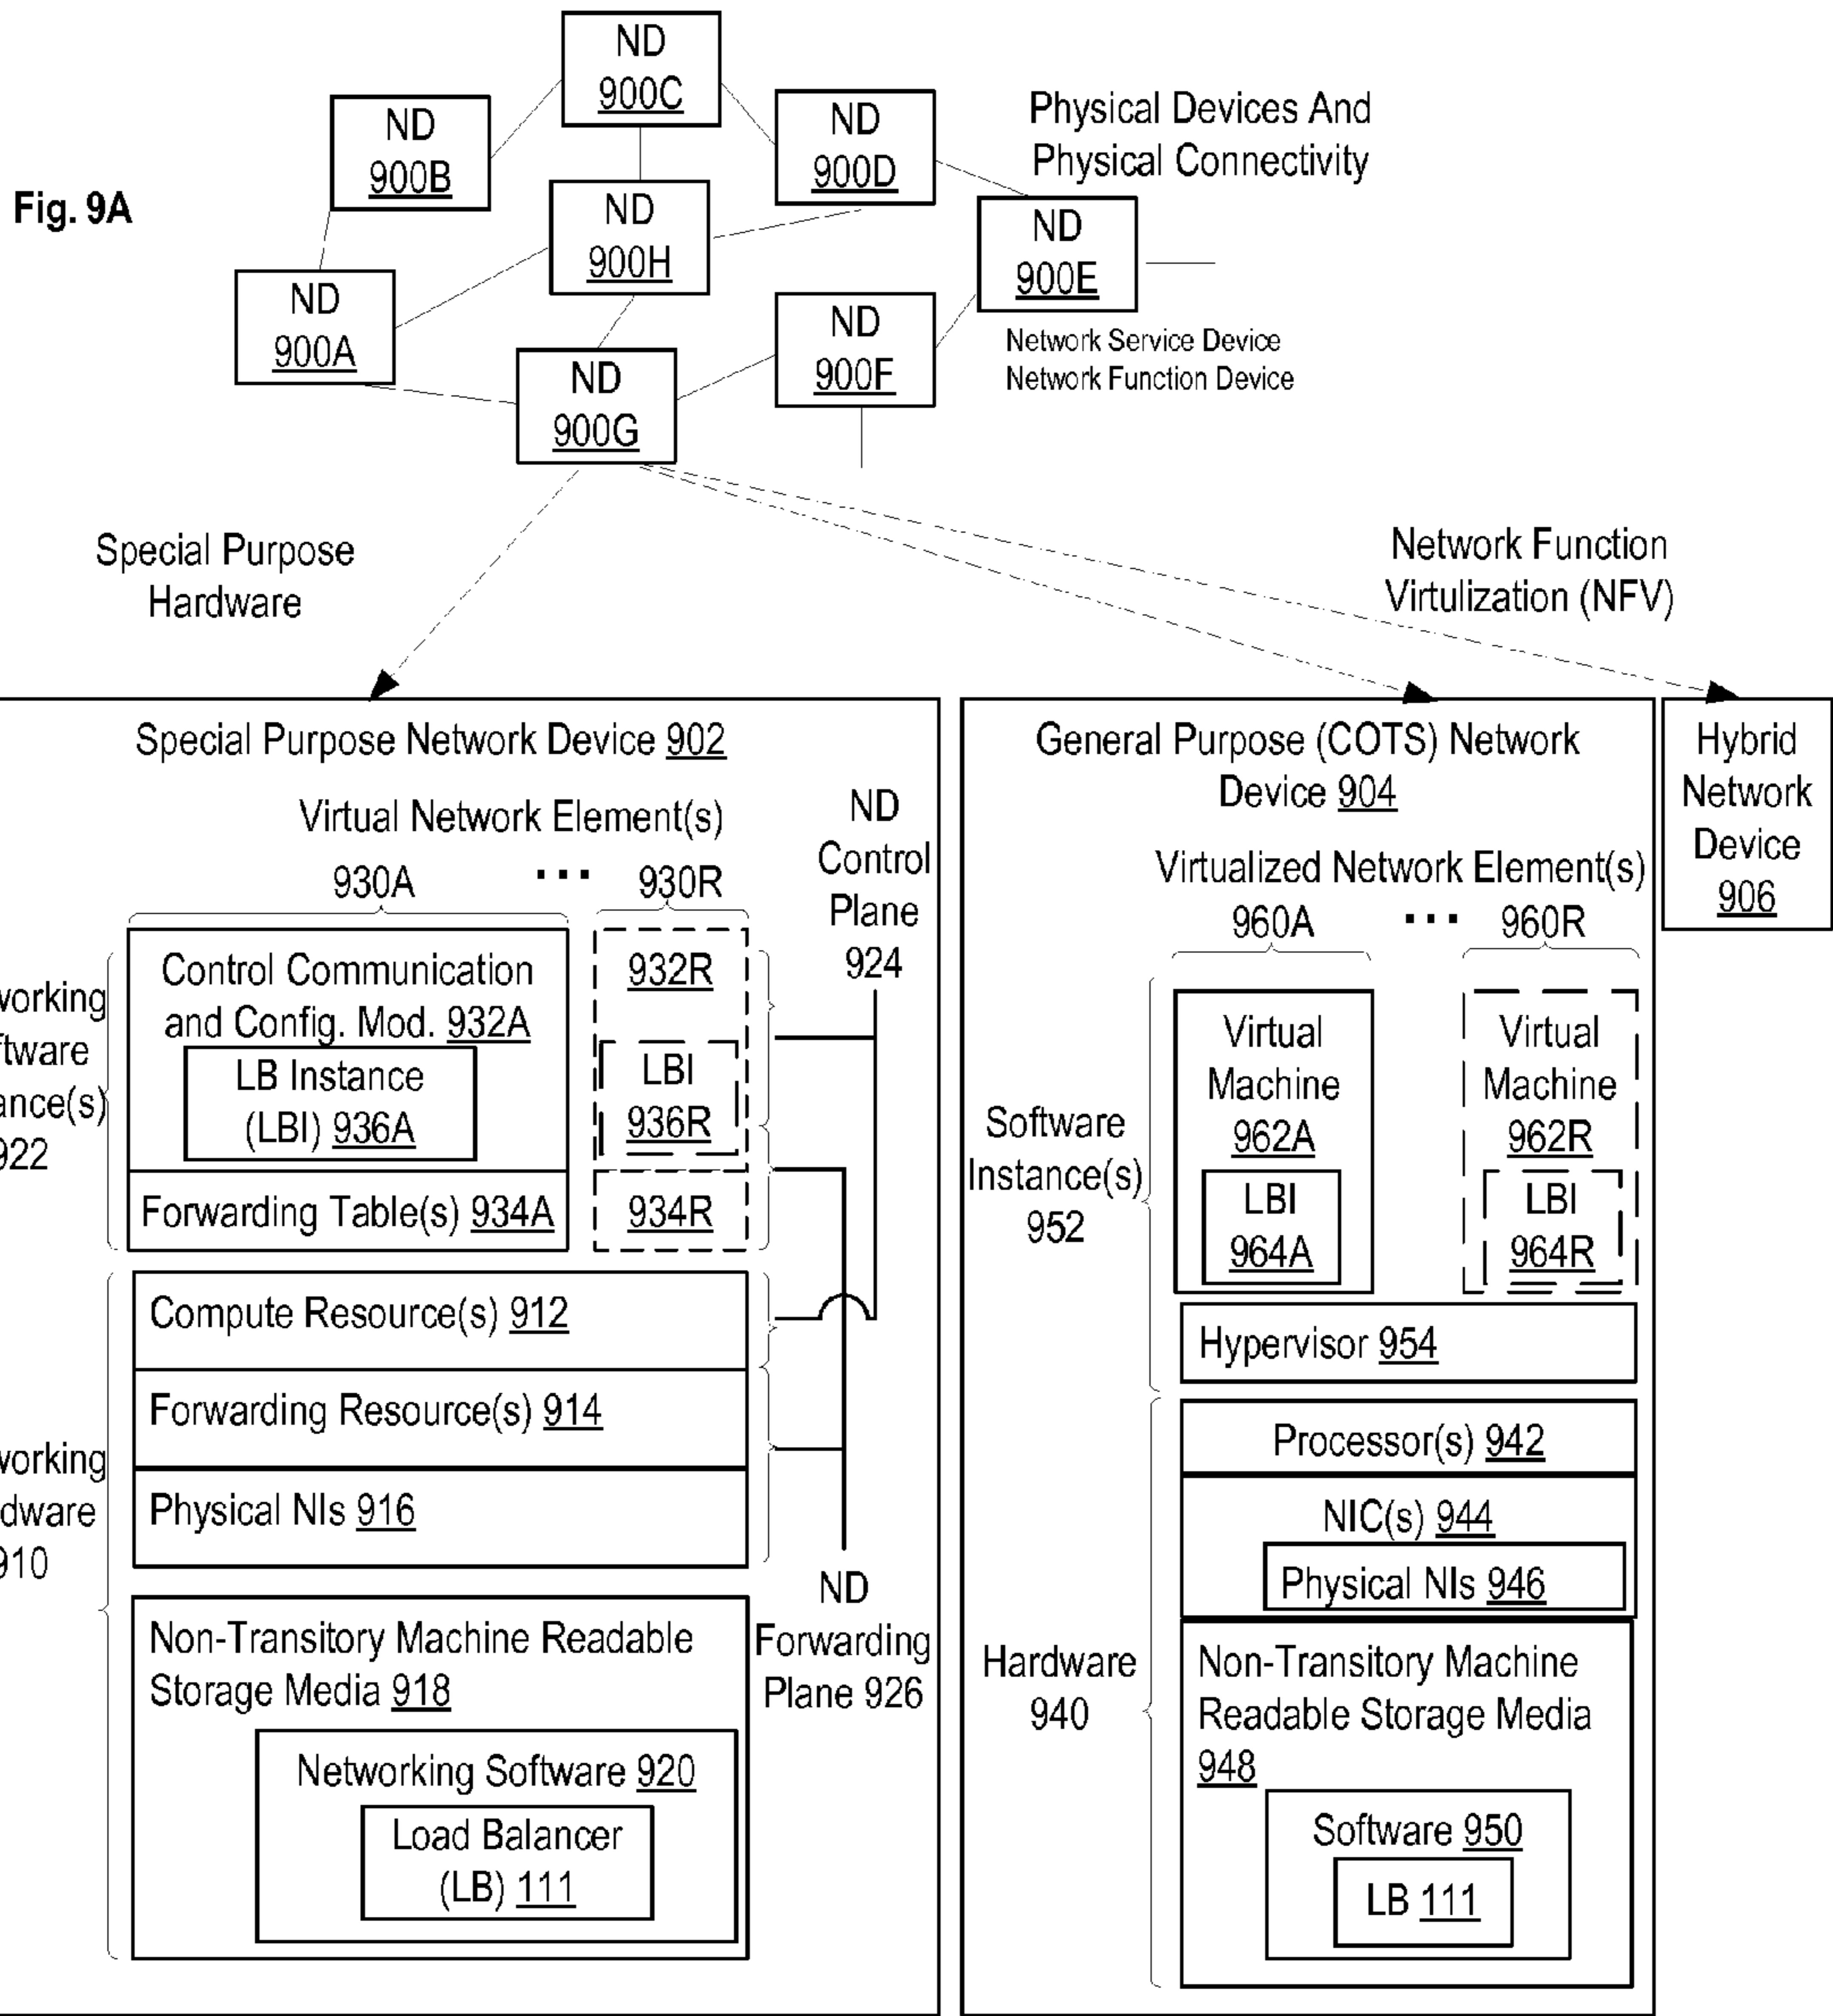 Fig. 9A
ND
900C
ND
900B
ND
900D
Physical Devices And
Physical Connectivity
ND
900H
ND
900E
ND
900A
ND
900F
Network Service Device
Network Function Device
ND
900G
Special Purpose
Hardware
Network Function
Virtulization (NFV)
Special Purpose Network Device 902
Virtual Network Element(s)
930A ... 930R
ND
Control
Plane
924
Control Communication
and Config. Mod. 932A
LB Instance
(LBI) 936A
Forwarding Table(s) 934A
932R
LBI
936R
934R
922
Compute Resource(s) 912
Forwarding Resource(s) 914
Physical NIs 916
910
ND
Forwarding
Plane 926
Non-Transitory Machine Readable
Storage Media 918
Networking Software 920
Load Balancer
(LB) 111
General Purpose (COTS) Network
Device 904
Virtualized Network Element(s)
960A ... 960R
Software
Instance(s)
952
Virtual
Machine
962A
LBI
964A
Virtual
Machine
962R
LBI
964R
Hypervisor 954
Hardware
940
Processor(s) 942
NIC(s) 944
Physical NIs 946
Non-Transitory Machine
Readable Storage Media
948
Software 950
LB 111
Hybrid
Network
Device
906